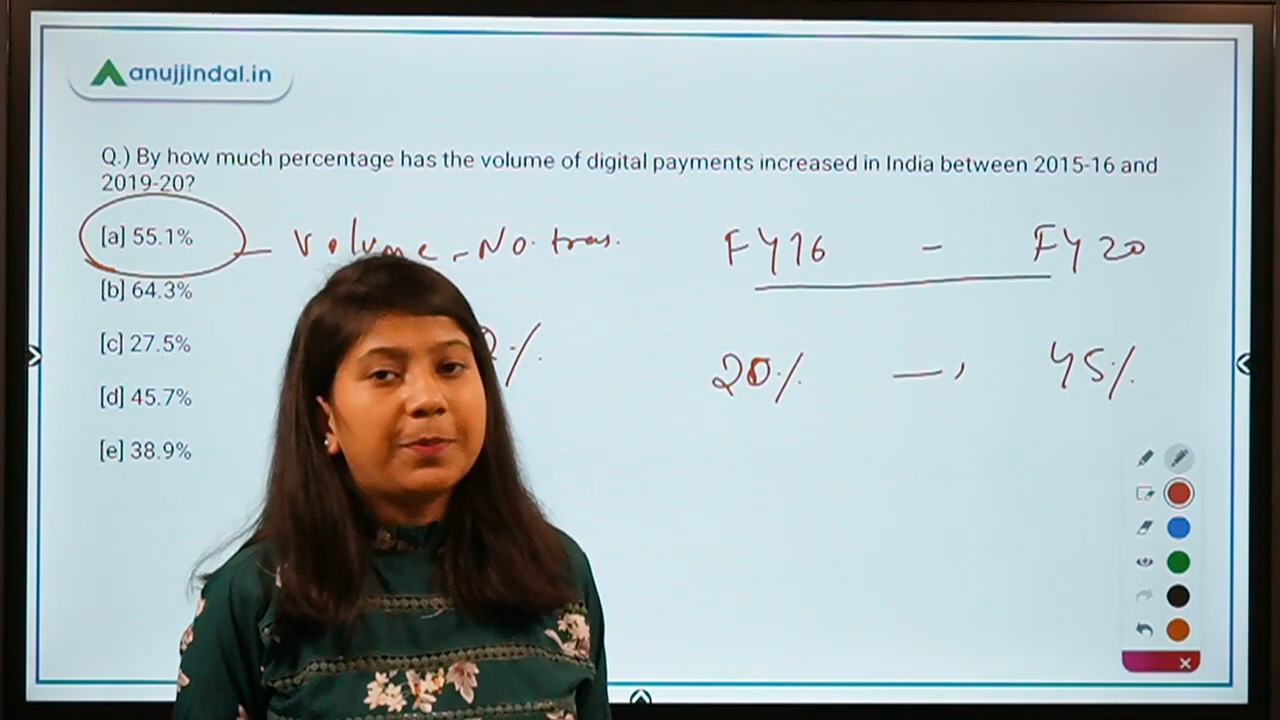 anujjindal.in
Q.) By how much percentage has the volume of digital payments increased in India between 2015-16 and
2019-20?
[a] 55.1%
Volume - No. tras.
FY16 - FY20
[b] 64.3%
[c] 27.5%
20% — 45%
[d] 45.7%
[e] 38.9%